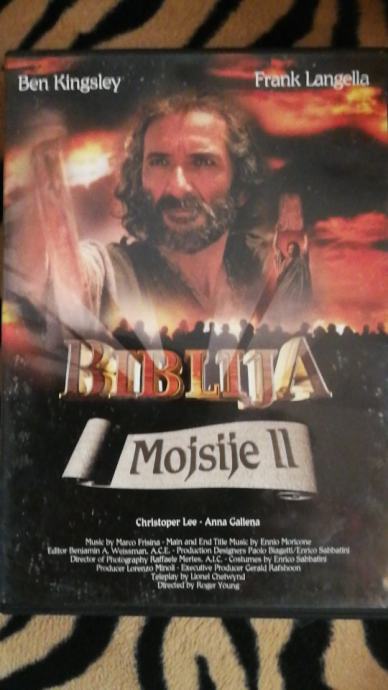 Ben Kingsley
Frank Langella
BIBLIJA
Mojsije II
Christoper Lee - Anna Galiena
Music by Marco Frisina - Main and End Title Music by Ennio Moricone
Editor Benjamin A. Weissman, A.C.E. - Production Designers Paolo Biagetti/Enrico Sabbatini
Director of Photography Raffaele Mertes, A.I.C. - Costumes by Enrico Sabbatini
Producer Lorenzo Minoli - Executive Producer Gerald Rafshoon
Teleplay by Lionel Chetwynd
Directed by Roger Young